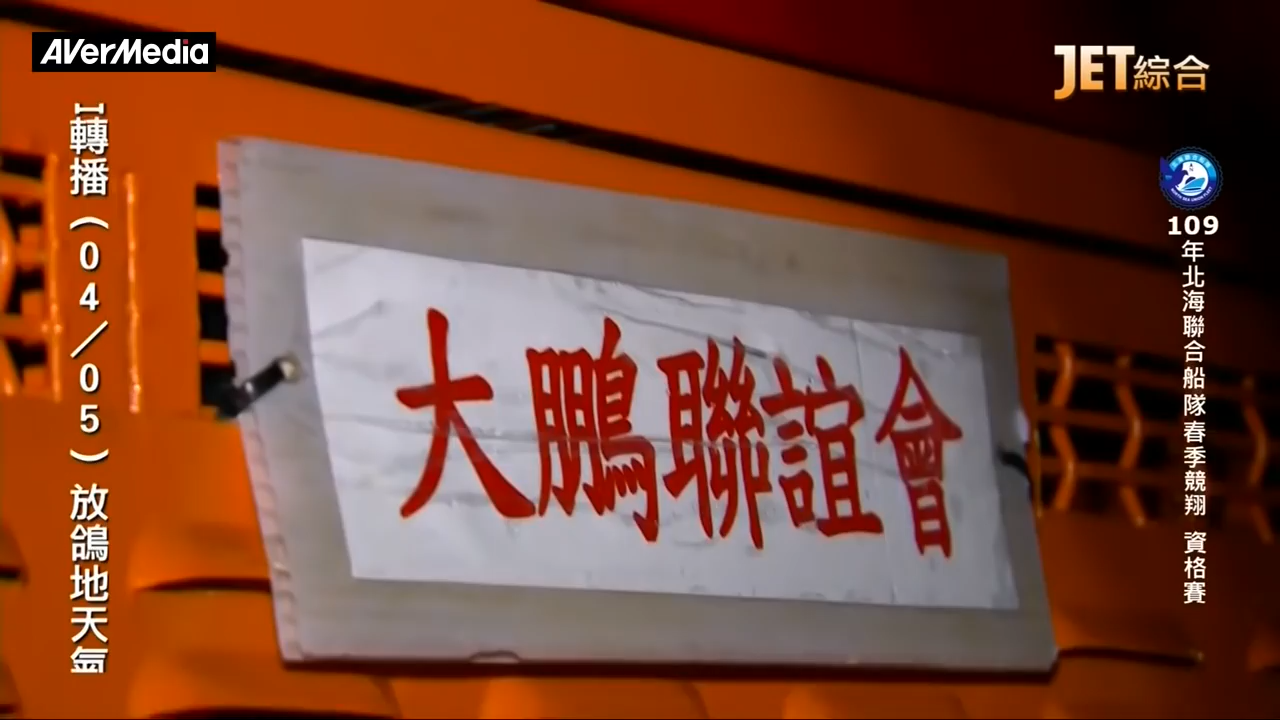 AVerMedia
JET綜合
】轉播（04／05）放鴿地天氣
大鵬聯誼會
109年北海聯合船隊春季競翔 資格賽